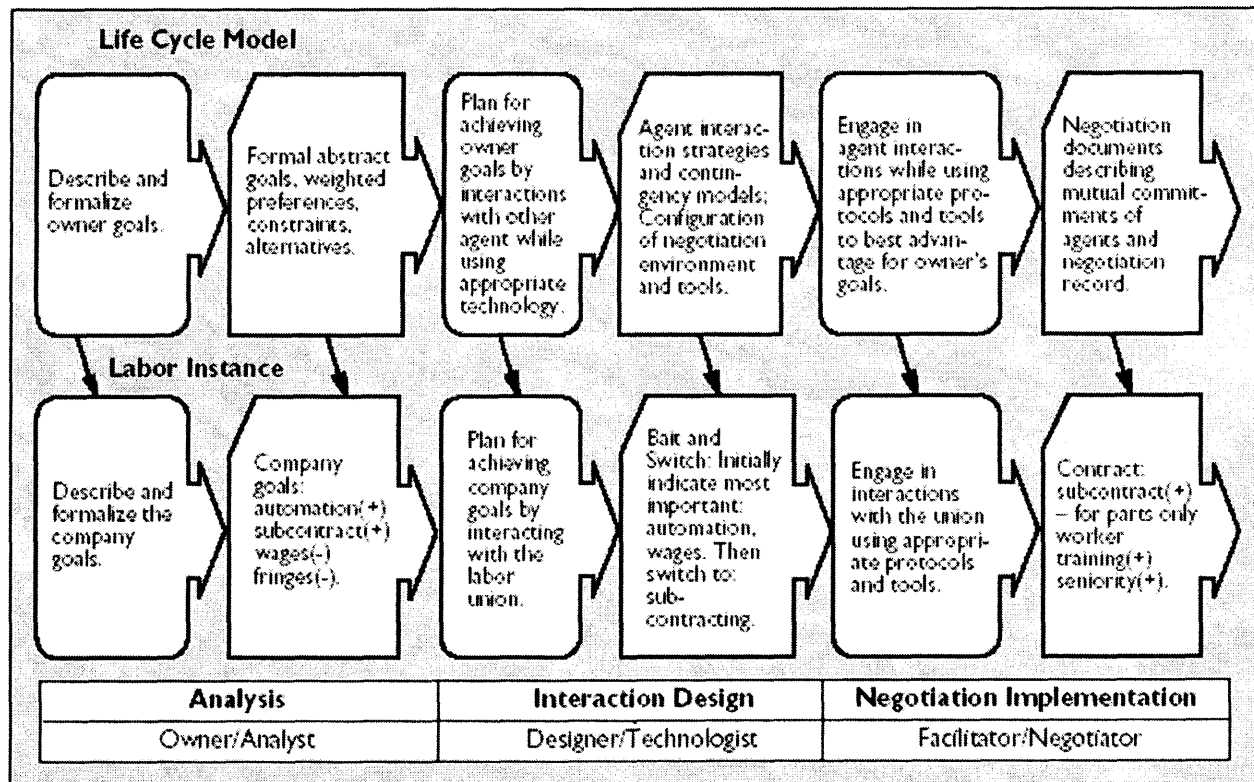 Life Cycle Model
Describe and
formalize
owner goals.
Formal abstract
goals, weighted
preferences,
constraints,
alternatives.
Plan for
achieving
owner
goals by
interactions
with other
agent while
using
appropriate
technology.
Agent interac-
tion strategies
and contin-
gency models;
Configuration
of negotiation
environment
and tools.
Engage in
agent interac-
tions while using
appropriate pro-
tocols and tools
to best advan-
tage for owner's
goals.
Negotiation
documents
describing
mutual commit-
ments of
agents and
negotiation
record.
Labor Instance
Describe and
formalize the
company
goals.
Company
goals:
automation(+)
subcontract(+)
wages(-)
fringes(-).
Plan for
achieving
company
goals by
interacting
with the
labor
union.
Bait and
Switch: Initially
indicate most
important:
automation,
wages. Then
switch to:
sub-
contracting.
Engage in
interactions
with the union
using appropri-
ate protocols
and tools.
Contract:
subcontract(+)
– for parts only
worker
training(+)
seniority(+).
Analysis
Interaction Design
Negotiation Implementation
Owner/Analyst
Designer/Technologist
Facilitator/Negotiator